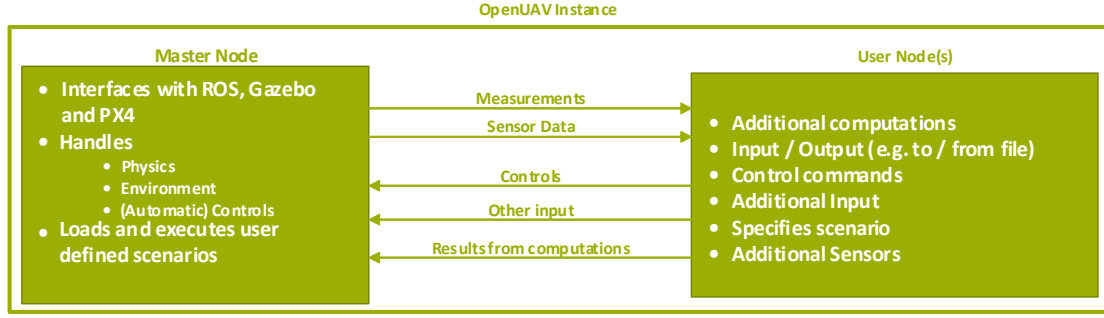 OpenUAV Instance
Master Node
• Interfaces with ROS, Gazebo
and PX4
• Handles
• Physics
• Environment
• (Automatic) Controls
• Loads and executes user
defined scenarios
Measurements
Sensor Data
Controls
Other input
Results from computations
User Node(s)
• Additional computations
• Input / Output (e.g. to / from file)
• Control commands
• Additional Input
• Specifies scenario
• Additional Sensors